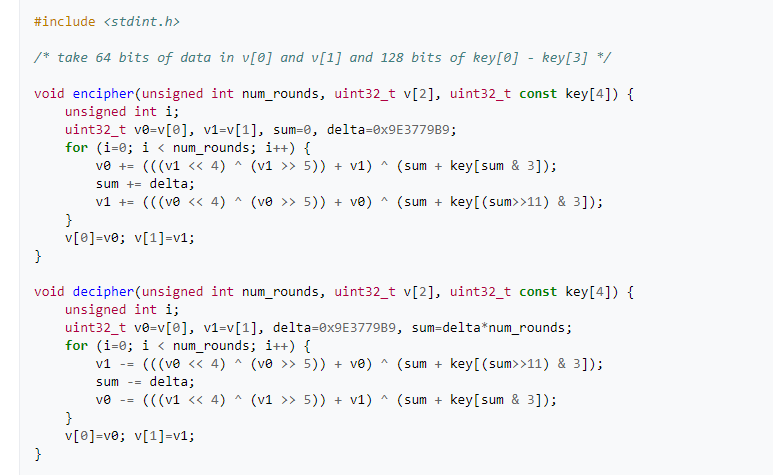 #include <stdint.h>
/* take 64 bits of data in v[0] and v[1] and 128 bits of key[0] - key[3] */
void encipher(unsigned int num_rounds, uint32_t v[2], uint32_t const key[4]) {
    unsigned int i;
    uint32_t v0=v[0], v1=v[1], sum=0, delta=0x9E3779B9;
    for (i=0; i < num_rounds; i++) {
        v0 += (((v1 << 4) ^ (v1 >> 5)) + v1) ^ (sum + key[sum & 3]);
        sum += delta;
        v1 += (((v0 << 4) ^ (v0 >> 5)) + v0) ^ (sum + key[(sum>>11) & 3]);
    }
    v[0]=v0; v[1]=v1;
}
void decipher(unsigned int num_rounds, uint32_t v[2], uint32_t const key[4]) {
    unsigned int i;
    uint32_t v0=v[0], v1=v[1], delta=0x9E3779B9, sum=delta*num_rounds;
    for (i=0; i < num_rounds; i++) {
        v1 -= (((v0 << 4) ^ (v0 >> 5)) + v0) ^ (sum + key[(sum>>11) & 3]);
        sum -= delta;
        v0 -= (((v1 << 4) ^ (v1 >> 5)) + v1) ^ (sum + key[sum & 3]);
    }
    v[0]=v0; v[1]=v1;
}